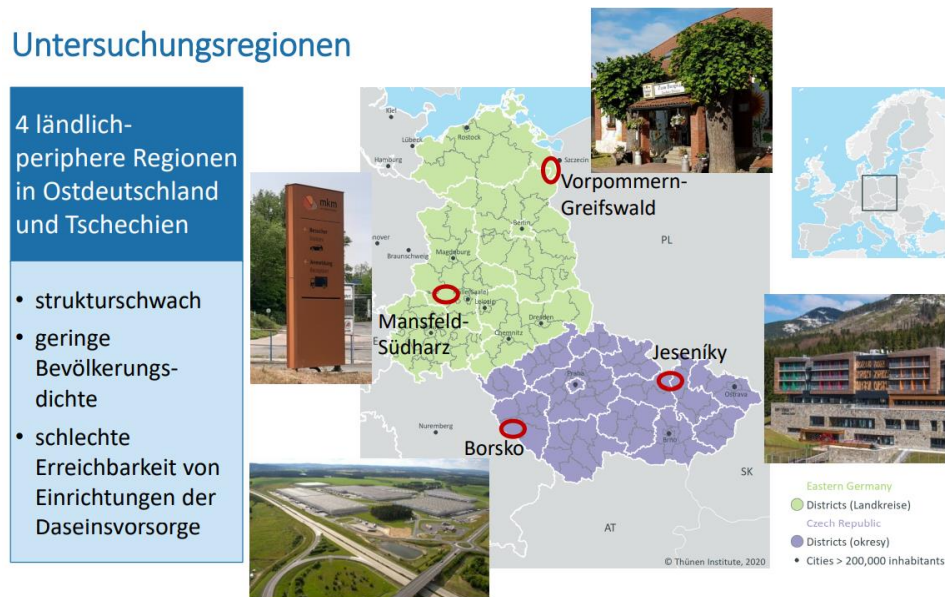 Untersuchungsregionen
4 ländlich-
periphere Regionen
in Ostdeutschland
und Tschechien
• strukturschwach
• geringe
Bevölkerungs-
dichte
• schlechte
Erreichbarkeit von
Einrichtungen der
Daseinsvorsorge
mkm
Kiel
Lübeck
Hamburg
Rostock
Szczecin
Vorpommern-
Greifswald
Berlin
PL
Braunschweig
Magdeburg
Leipzig
Mansfeld-
Südharz
Dresden
Chemnitz
Jeseníky
Praha
Ostrava
Nuremberg
Borsko
Brno
SK
AT
© Thünen Institute, 2020
Eastern Germany
Districts (Landkreise)
Czech Republic
Districts (okresy)
• Cities > 200,000 inhabitants